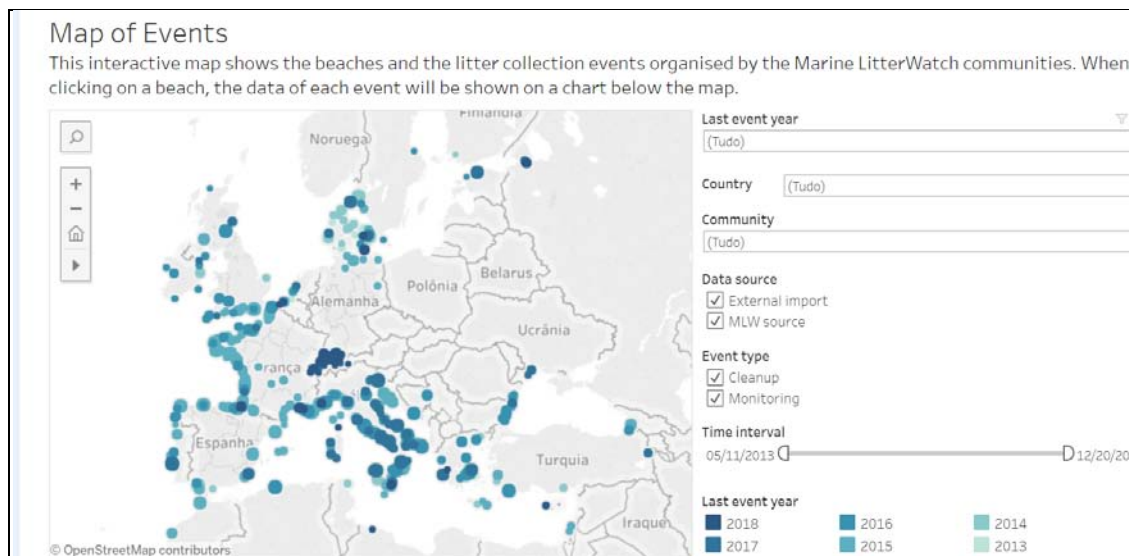 Map of Events
This interactive map shows the beaches and the litter collection events organised by the Marine LitterWatch communities. When
clicking on a beach, the data of each event will be shown on a chart below the map.
Finlândia
Noruega
Last event year
(Tudo)
Country (Tudo)
Community
(Tudo)
Data source
External import
MLW source
Event type
Cleanup
Monitoring
Time interval
05/11/2013
12/20/20
Last event year
2018 2016 2014
2017 2015 2013
Belarus
Polônia
Alemanha
Ucrânia
rança
Espanha
Turquia
Iraque
© OpenStreetMap contributors